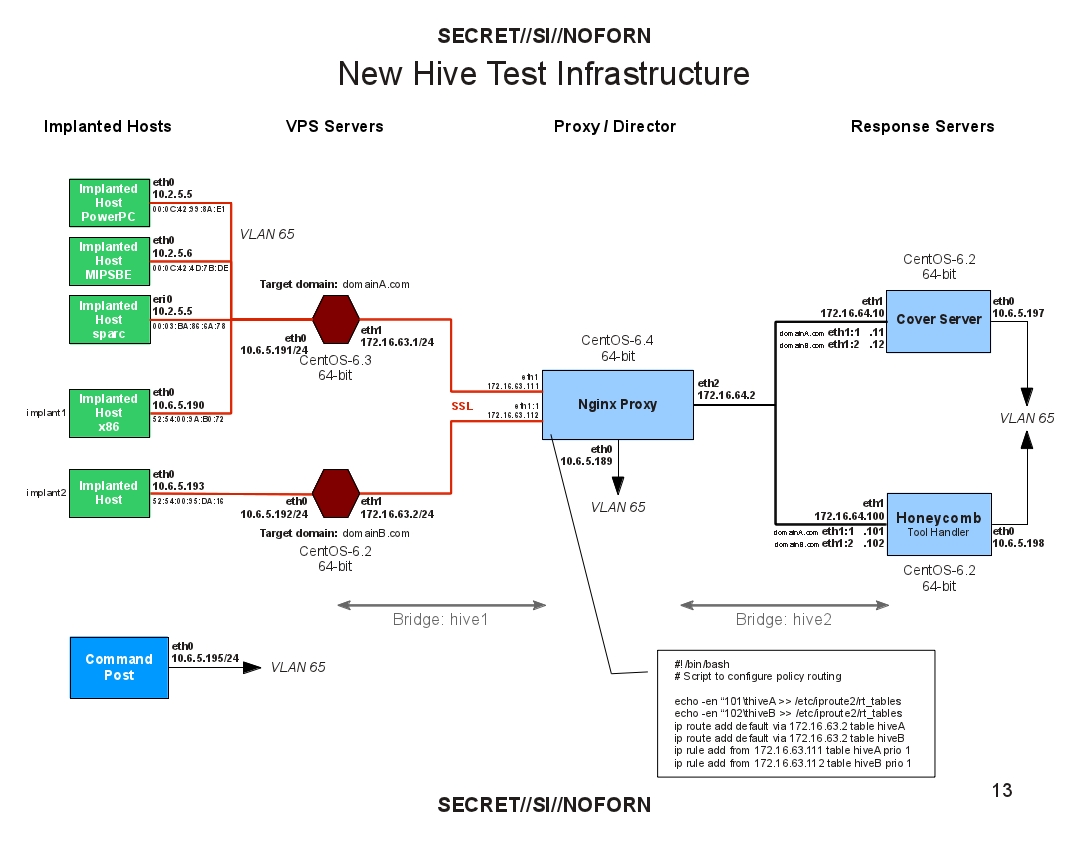 SECRET//SI//NOFORN
New Hive Test Infrastructure
Implanted Hosts
VPS Servers
Proxy / Director
Response Servers
Implanted
Host
PowerPC
eth0
10.2.5.5
00:0C:42:99:8A:E1
VLAN 65
Implanted
Host
MIPSBE
eth0
10.2.5.6
00:0C:42:4D:7B:DE
Implanted
Host
sparc
eri0
10.2.5.5
00:03:BA:86:6A:78
implant1
Implanted
Host
x86
eth0
10.6.5.190
52:54:00:9A:B0:72
implant2
Implanted
Host
eth0
10.6.5.193
52:54:00:95:DA:16
Target domain: domainA.com
eth0
10.6.5.191/24
eth1
172.16.63.1/24
CentOS-6.3
64-bit
eth0
10.6.5.192/24
eth1
172.16.63.2/24
Target domain: domainB.com
CentOS-6.2
64-bit
SSL
CentOS-6.4
64-bit
eth1
172.16.63.111
eth1:1
172.16.63.112
Nginx Proxy
eth2
172.16.64.2
eth0
10.6.5.189
VLAN 65
CentOS-6.2
64-bit
eth1
172.16.64.10
domainA.com eth1:1 .11
domainB.com eth1:2 .12
Cover Server
eth0
10.6.5.197
VLAN 65
eth1
172.16.64.100
domainA.com eth1:1 .101
domainB.com eth1:2 .102
Honeycomb
Tool Handler
eth0
10.6.5.198
CentOS-6.2
64-bit
Bridge: hive1
Bridge: hive2
Command
Post
eth0
10.6.5.195/24
VLAN 65
#!/bin/bash
# Script to configure policy routing
echo -en “101\thiveA >> /etc/iproute2/rt_tables
echo -en “102\thiveB >> /etc/iproute2/rt_tables
ip route add default via 172.16.63.2 table hiveA
ip route add default via 172.16.63.2 table hiveB
ip rule add from 172.16.63.111 table hiveA prio 1
ip rule add from 172.16.63.112 table hiveB prio 1
13
SECRET//SI//NOFORN